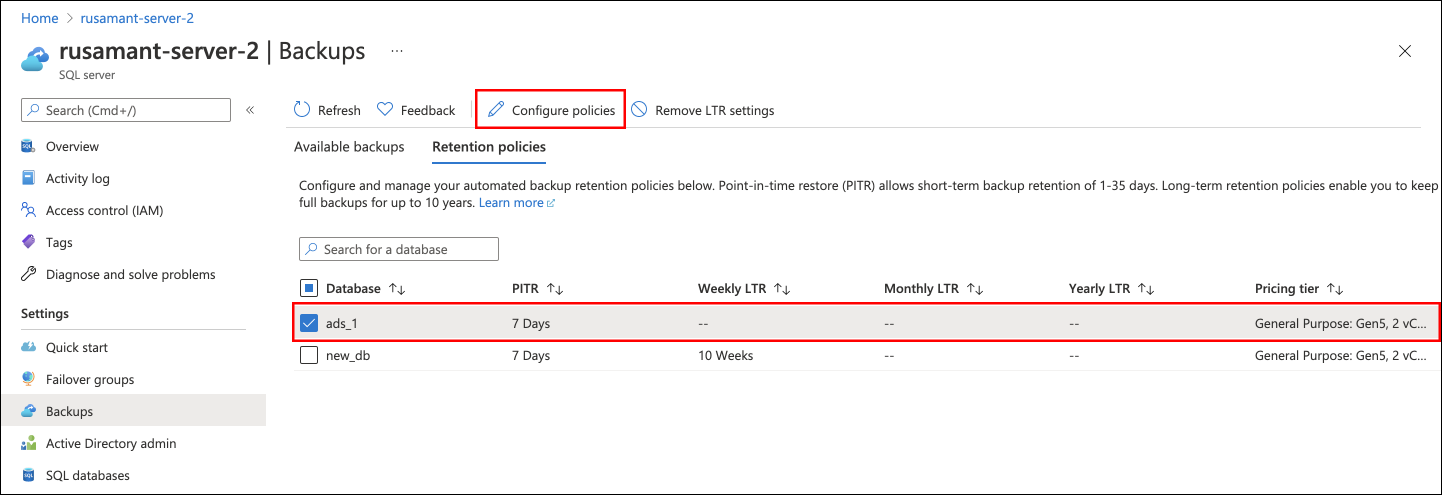 Home > rusamant-server-2
rusamant-server-2 | Backups ...
SQL server
Search (Cmd+/) «
Overview
Activity log
Access control (IAM)
Tags
Diagnose and solve problems
Settings
Quick start
Failover groups
Backups
Active Directory admin
SQL databases
Refresh Feedback Configure policies Remove LTR settings
Available backups Retention policies
Configure and manage your automated backup retention policies below. Point-in-time restore (PITR) allows short-term backup retention of 1-35 days. Long-term retention policies enable you to keep
full backups for up to 10 years. Learn more
Search for a database
Database ↑↓ PITR ↑↓ Weekly LTR ↑↓ Monthly LTR ↑↓ Yearly LTR ↑↓ Pricing tier ↑↓
ads_1 7 Days -- -- -- General Purpose: Gen5, 2 vC...
new_db 7 Days 10 Weeks -- -- General Purpose: Gen5, 2 vC...